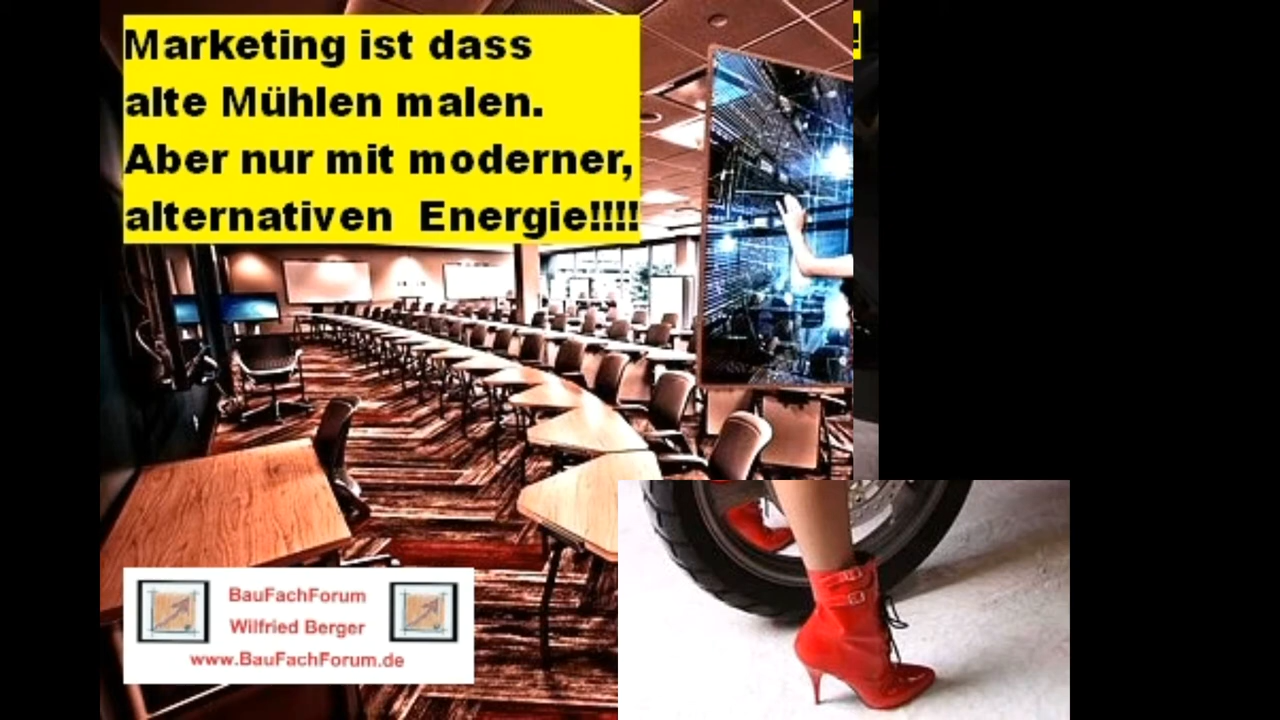 Marketing ist dass
alte Mühlen malen.
Aber nur mit moderner,
alternativen Energie!!!!
!
BauFachForum
Wilfried Berger
www.BauFachForum.de